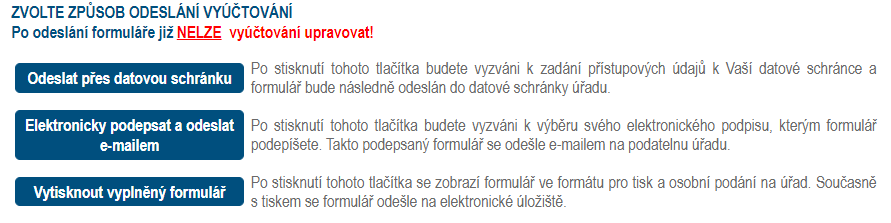 ZVOLTE ZPŮSOB ODESLÁNÍ VYÚČTOVÁNÍ
Po odeslání formuláře již NELZE vyúčtování upravovat!
Odeslat přes datovou schránku
Po stisknutí tohoto tlačítka budete vyzváni k zadání přístupových údajů k Vaší datové schránce a
formulář bude následně odeslán do datové schránky úřadu.
Elektronicky podepsat a odeslat
e-mailem
Po stisknutí tohoto tlačítka budete vyzváni k výběru svého elektronického podpisu, kterým formulář
podepíšete. Takto podepsaný formulář se odešle e-mailem na podatelnu úřadu.
Vytisknout vyplněný formulář
Po stisknutí tohoto tlačítka se zobrazí formulář ve formátu pro tisk a osobní podání na úřad. Současně
s tiskem se formulář odešle na elektronické úložiště.